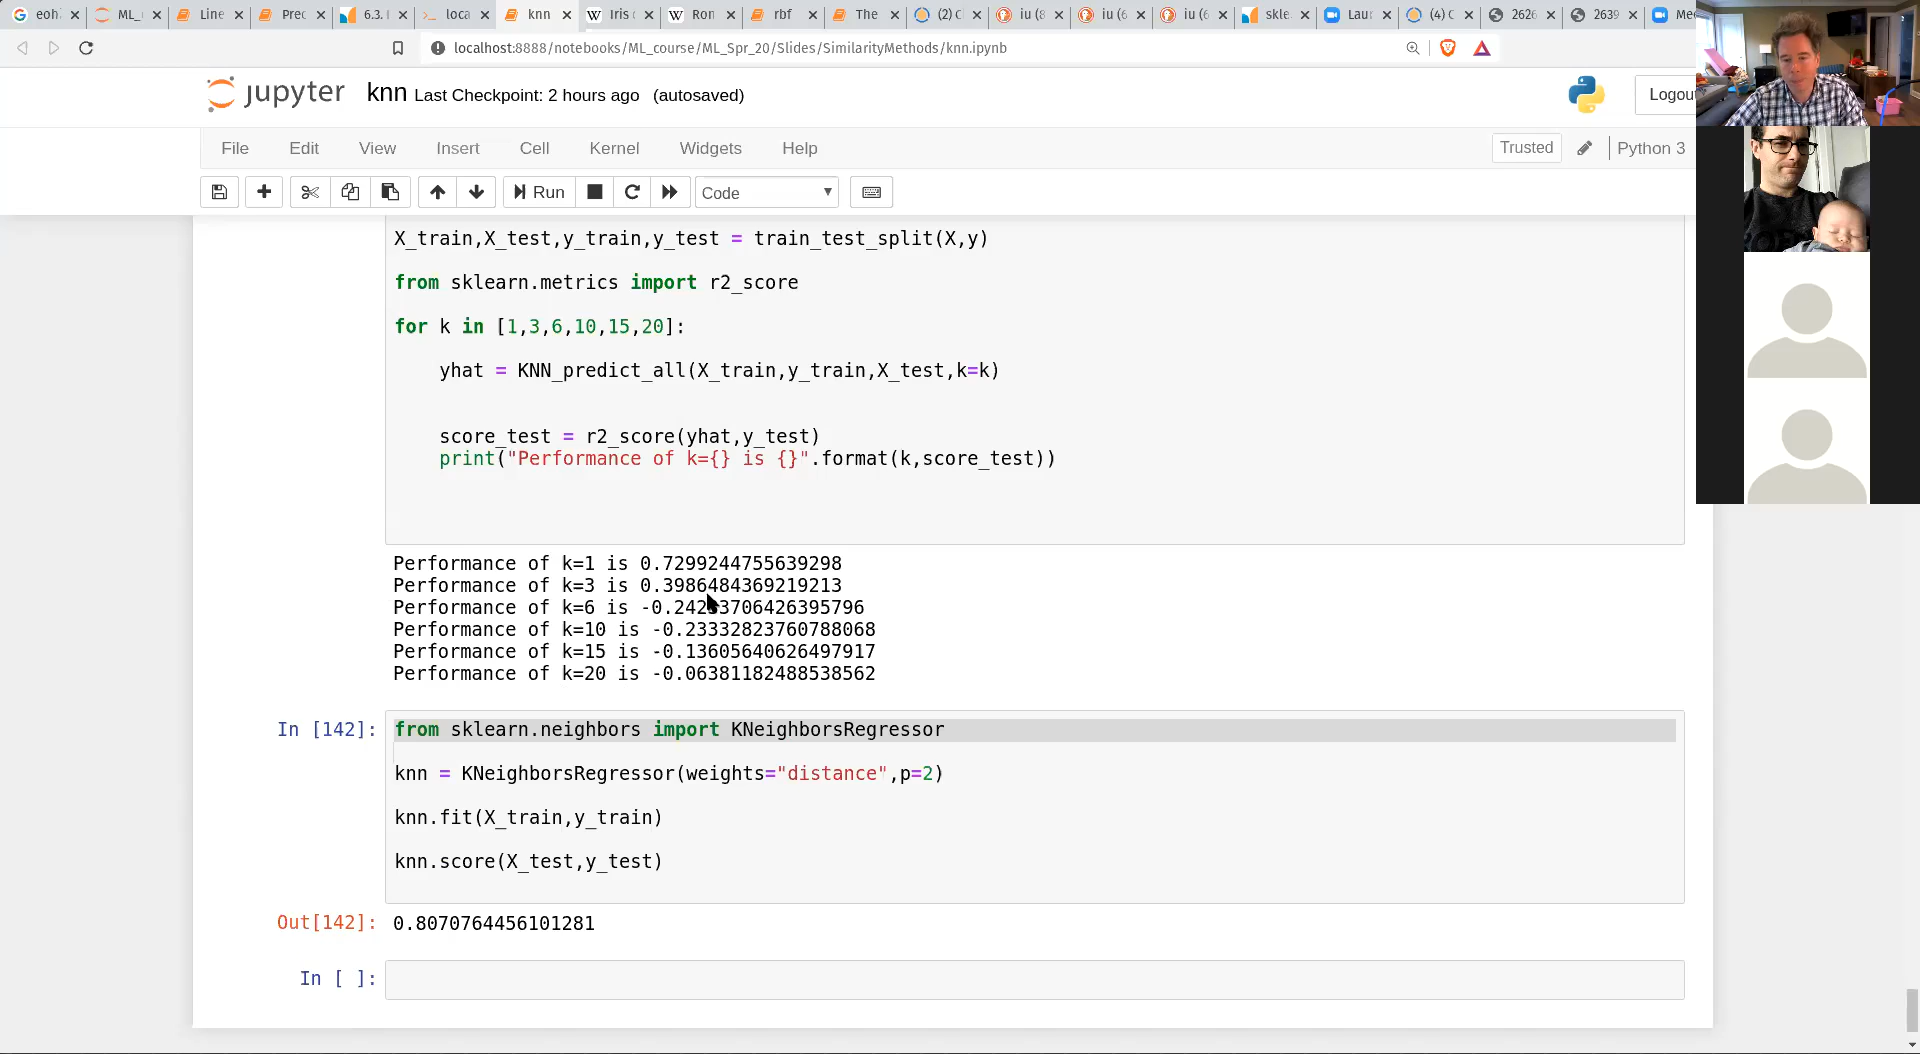 eoh
ML_
Line
Prec
6.3.
loca
knn
Iris
Ron
rbf
The
(2) C
iu (8
iu (6
iu (6
skle
Lau
(4) C
2626
2639
Mee
localhost:8888/notebooks/ML_course/ML_Spr_20/Slides/SimilarityMethods/knn.ipynb
jupyter knn Last Checkpoint: 2 hours ago (autosaved)
Logou
File Edit View Insert Cell Kernel Widgets Help Trusted Python 3
Run Code
X_train,X_test,y_train,y_test = train_test_split(X,y)
from sklearn.metrics import r2_score
for k in [1,3,6,10,15,20]:
yhat = KNN_predict_all(X_train,y_train,X_test,k=k)
score_test = r2_score(yhat,y_test)
print("Performance of k={} is {}".format(k,score_test))
Performance of k=1 is 0.7299244755639298
Performance of k=3 is 0.3986484369219213
Performance of k=6 is
Performance of k=10 is -0.23332823760788068
Performance of k=15 is -0.13605640626497917
Performance of k=20 is -0.06381182488538562
In [142]: from sklearn.neighbors import KNeighborsRegressor
knn = KNeighborsRegressor(weights="distance",p=2)
knn.fit(X_train,y_train)
knn.score(X_test,y_test)
Out[142]: 0.8070764456101281
In [ ]: